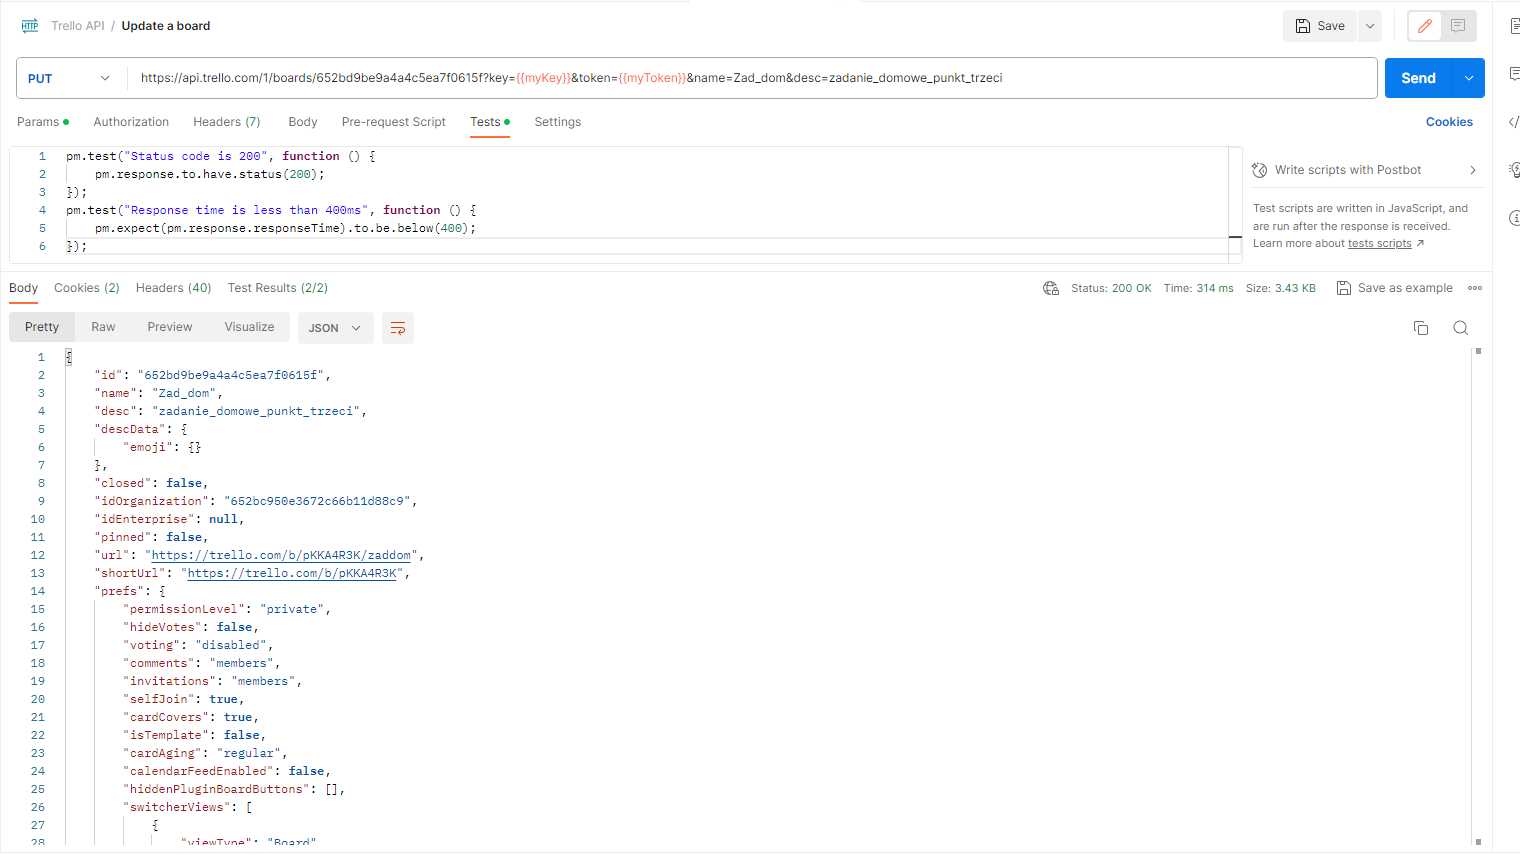 HTTP Trello API / Update a board
Save
PUT
https://api.trello.com/1/boards/652bd9be9a4a4c5ea7f0615f?key={{myKey}}&token={{myToken}}&name=Zad_dom&desc=zadanie_domowe_punkt_trzeci
Send
Params Authorization Headers (7) Body Pre-request Script Tests Settings Cookies
1 pm.test("Status code is 200", function () {
2 pm.response.to.have.status(200);
3 });
4 pm.test("Response time is less than 400ms", function () {
5 pm.expect(pm.response.responseTime).to.be.below(400);
6 });
Write scripts with Postbot
Test scripts are written in JavaScript, and
are run after the response is received.
Learn more about tests scripts ↗
Body Cookies (2) Headers (40) Test Results (2/2)
Status: 200 OK Time: 314 ms Size: 3.43 KB Save as example
Pretty Raw Preview Visualize JSON
1 {
2 "id": "652bd9be9a4a4c5ea7f0615f",
3 "name": "Zad_dom",
4 "desc": "zadanie_domowe_punkt_trzeci",
5 "descData": {
6 "emoji": {}
7 },
8 "closed": false,
9 "idOrganization": "652bc950e3672c66b11d88c9",
10 "idEnterprise": null,
11 "pinned": false,
12 "url": "https://trello.com/b/pKKA4R3K/zaddom",
13 "shortUrl": "https://trello.com/b/pKKA4R3K",
14 "prefs": {
15 "permissionLevel": "private",
16 "hideVotes": false,
17 "voting": "disabled",
18 "comments": "members",
19 "invitations": "members",
20 "selfJoin": true,
21 "cardCovers": true,
22 "isTemplate": false,
23 "cardAging": "regular",
24 "calendarFeedEnabled": false,
25 "hiddenPluginBoardButtons": [],
26 "switcherViews": [
27 {
28 "viewType": "Board"